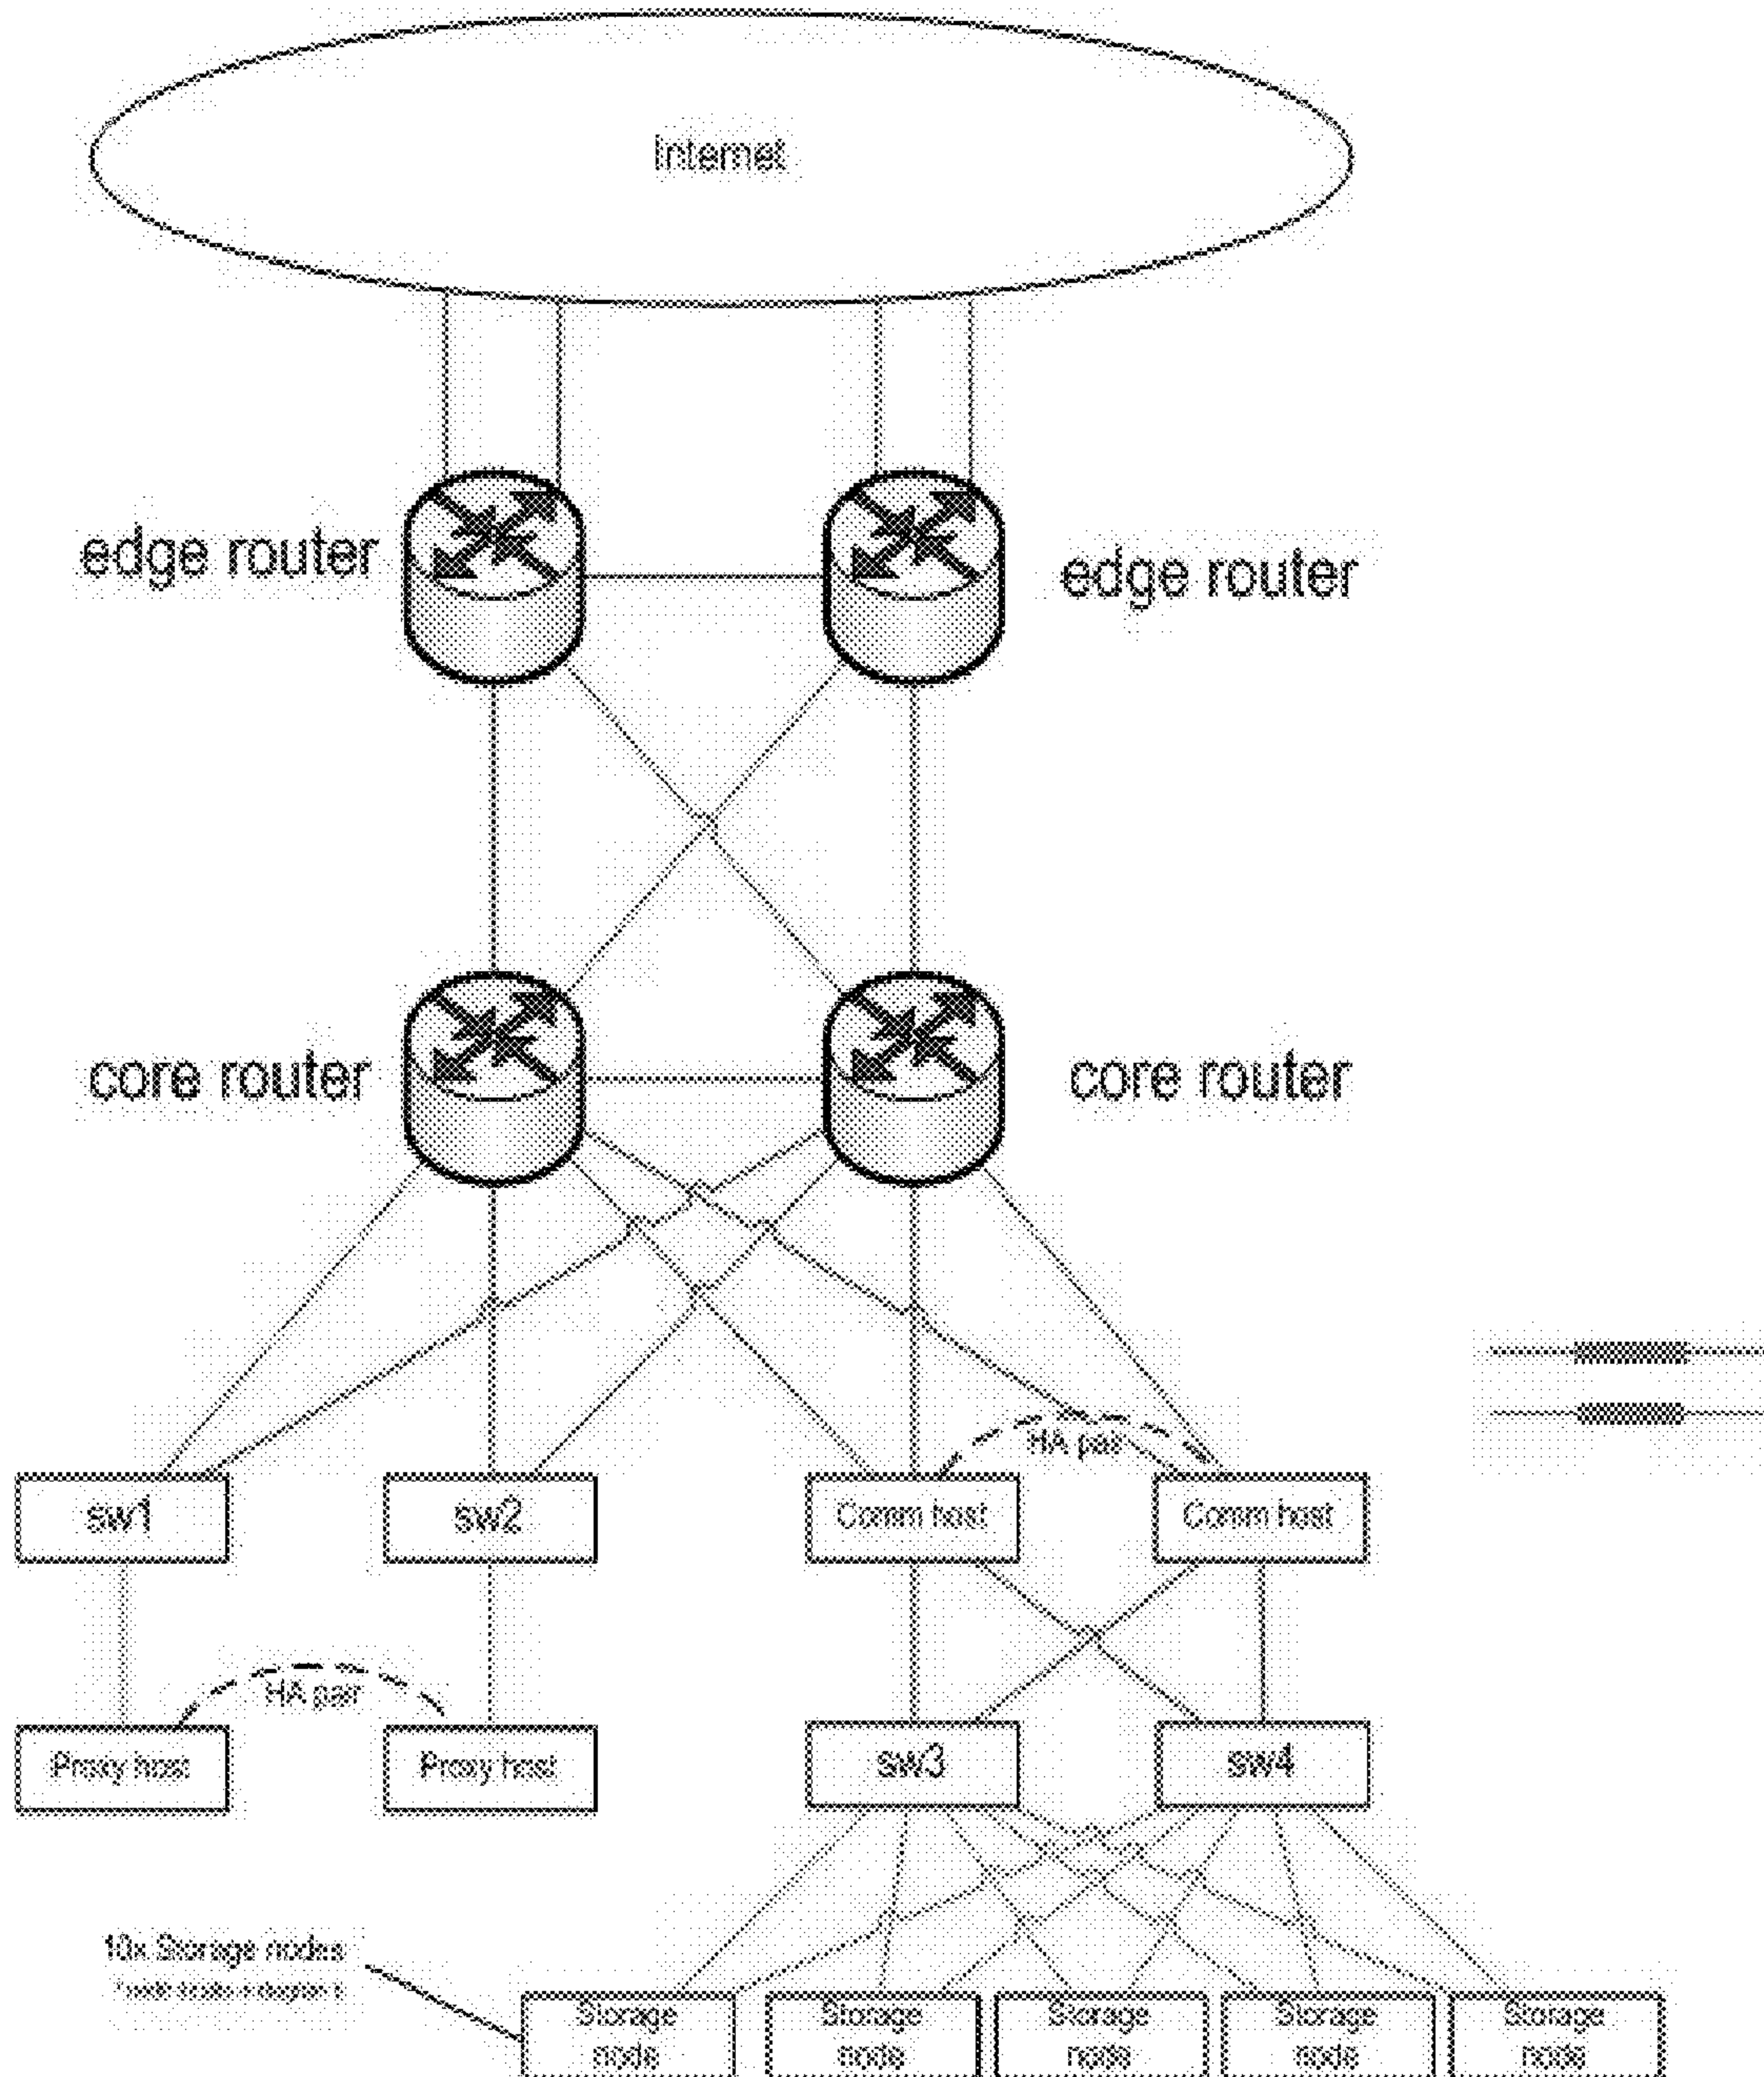 Internet
edge router
edge router
core router
core router
HA pair
sw1
sw2
Comm host
Comm host
HA pair
Proxy host
Proxy host
sw3
sw4
10x Storage nodes
Storage
node
Storage
node
Storage
node
Storage
node
Storage
node